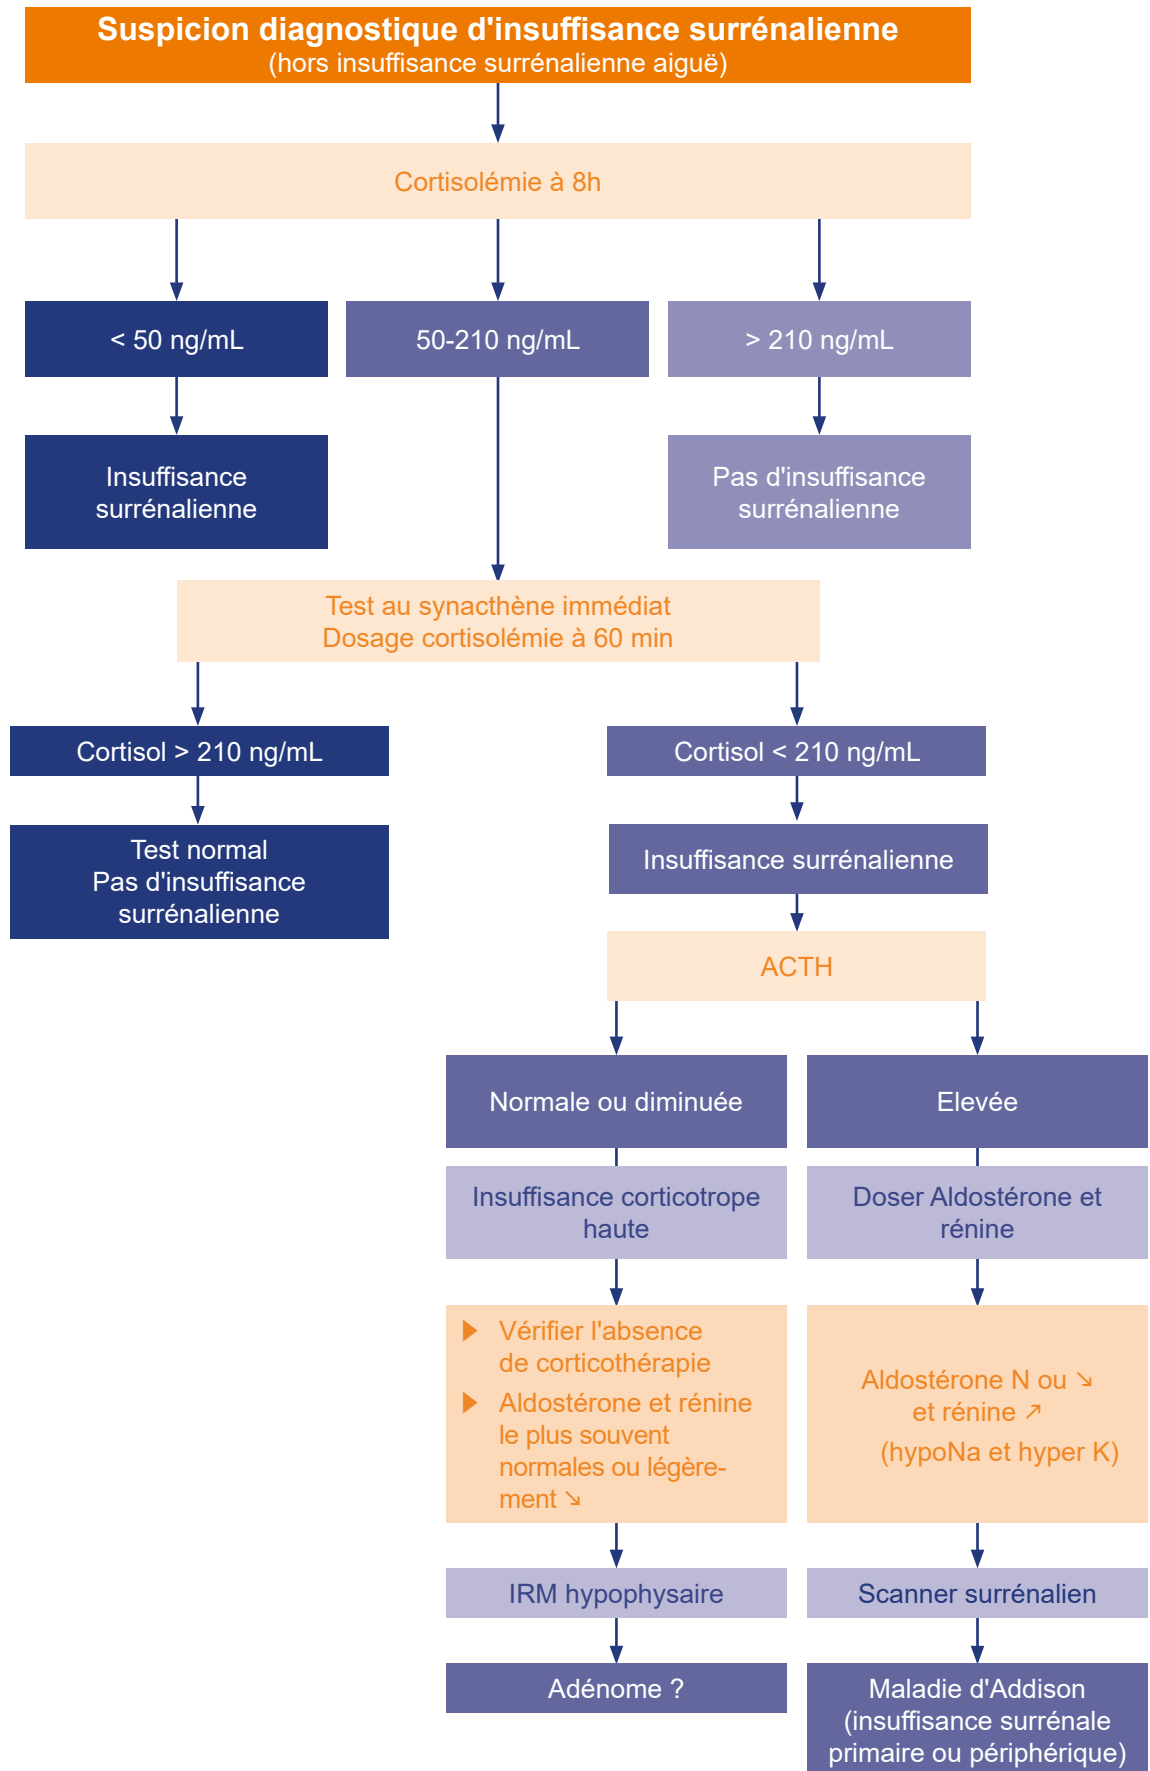 Suspicion diagnostique d'insuffisance surrénalienne
(hors insuffisance surrénalienne aiguë)
Cortisolémie à 8h
< 50 ng/mL
50-210 ng/mL
> 210 ng/mL
Insuffisance
surrénalienne
Pas d'insuffisance
surrénalienne
Test au synacthène immédiat
Dosage cortisolémie à 60 min
Cortisol > 210 ng/mL
Cortisol < 210 ng/mL
Test normal
Pas d'insuffisance
surrénalienne
Insuffisance surrénalienne
ACTH
Normale ou diminuée
Elevée
Insuffisance corticotrope
haute
Doser Aldostérone et
rénine
Vérifier l'absence
de corticothérapie
Aldostérone et rénine
le plus souvent
normales ou légère-
ment ↘
Aldostérone N ou ↘
et rénine ↗
(hypoNa et hyper K)
IRM hypophysaire
Scanner surrénalien
Adénome ?
Maladie d'Addison
(insuffisance surrénale
primaire ou périphérique)